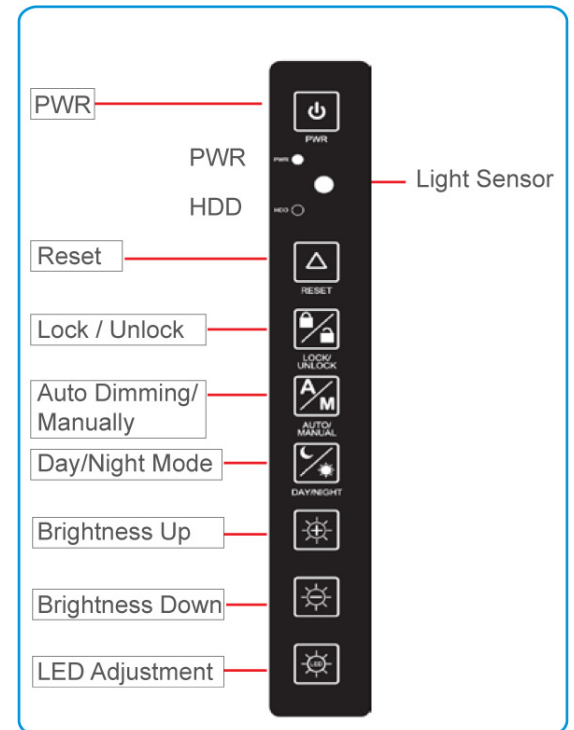 PWR
PWR
PWR
PWR
Light Sensor
HDD
HDD
Reset
RESET
Lock / Unlock
LOCK/
UNLOCK
Auto Dimming/
Manually
A/M
AUTO/
MANUAL
Day/Night Mode
DAY/NIGHT
Brightness Up
Brightness Down
LED Adjustment
LED